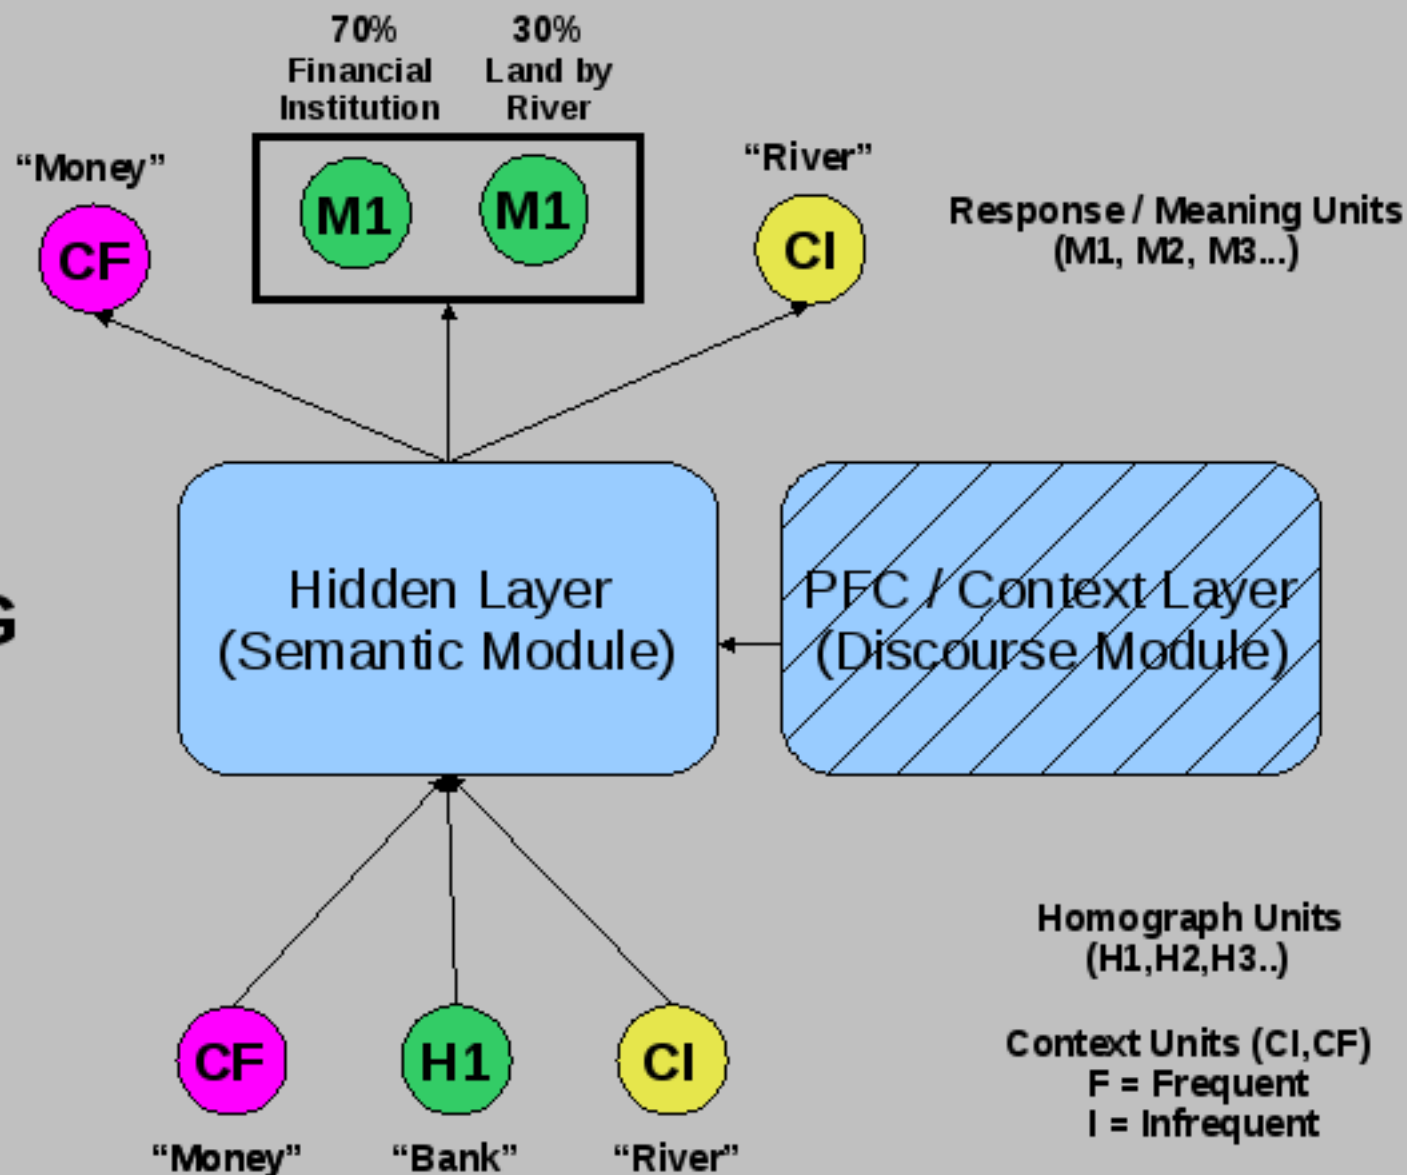 70%
Financial
Institution
30%
Land by
River
“Money”
CF
M1
M1
“River”
CI
Response / Meaning Units
(M1, M2, M3...)
Hidden Layer
(Semantic Module)
PFC / Context Layer
(Discourse Module)
G
Homograph Units
(H1,H2,H3..)
CF
H1
CI
“Money”
“Bank”
“River”
Context Units (CI,CF)
F = Frequent
I = Infrequent